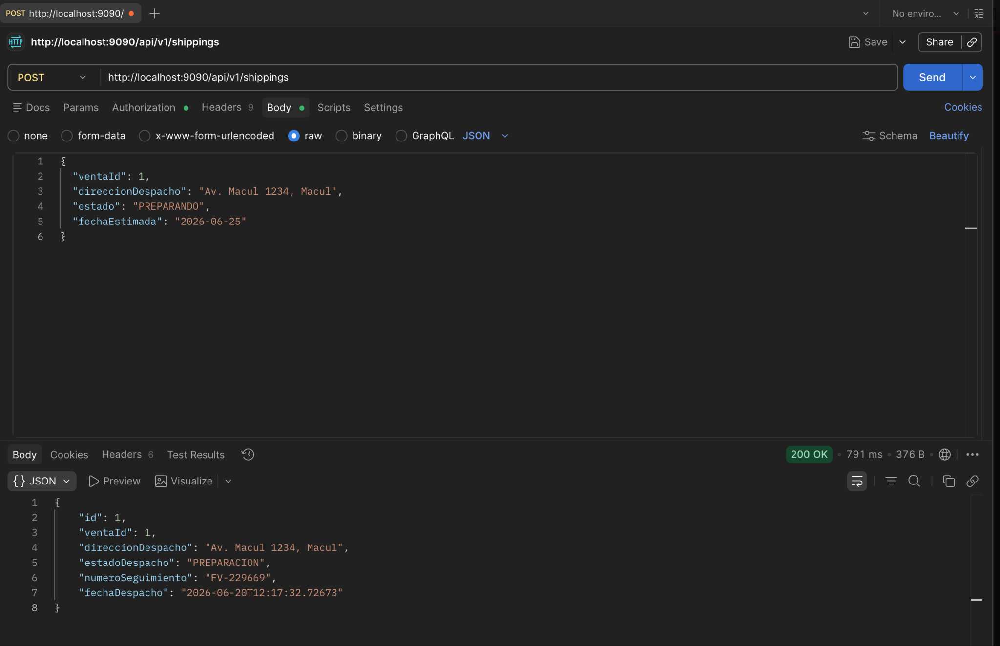 POST http://localhost:9090/
No enviro...
HTTP http://localhost:9090/api/v1/shippings
Save
Share
POST http://localhost:9090/api/v1/shippings
Send
Docs Params Authorization Headers 9 Body Scripts Settings
Cookies
none form-data x-www-form-urlencoded raw binary GraphQL JSON
Schema Beautify
1 {
2 "ventaId": 1,
3 "direccionDespacho": "Av. Macul 1234, Macul",
4 "estado": "PREPARANDO",
5 "fechaEstimada": "2026-06-25"
6 }
Body Cookies Headers 6 Test Results
200 OK • 791 ms • 376 B •
{} JSON Preview Visualize
1 {
2 "id": 1,
3 "ventaId": 1,
4 "direccionDespacho": "Av. Macul 1234, Macul",
5 "estadoDespacho": "PREPARACION",
6 "numeroSeguimiento": "FV-229669",
7 "fechaDespacho": "2026-06-20T12:17:32.72673"
8 }